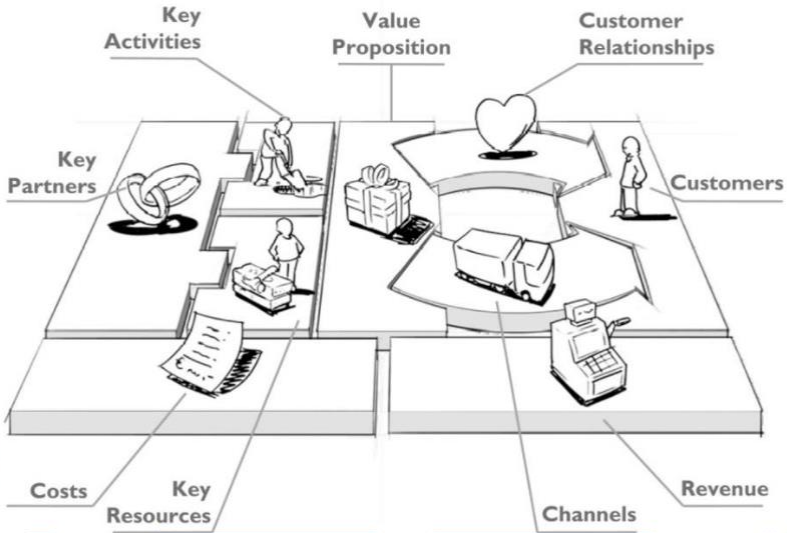 Key
Activities
Value
Proposition
Customer
Relationships
Key
Partners
Customers
Costs
Key
Resources
Channels
Revenue